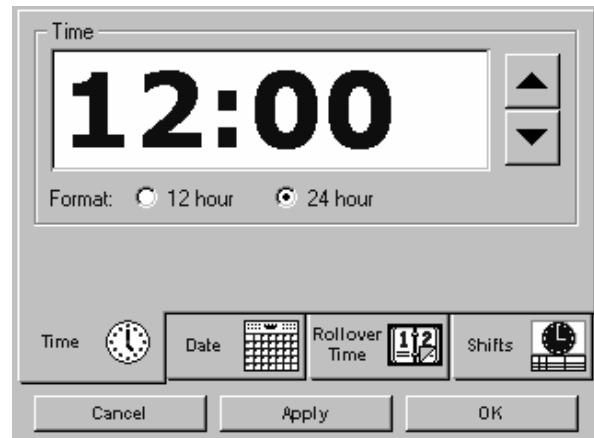 Time
12:00
Format: 12 hour 24 hour
Time Date Rollover Time Shifts
Cancel Apply OK